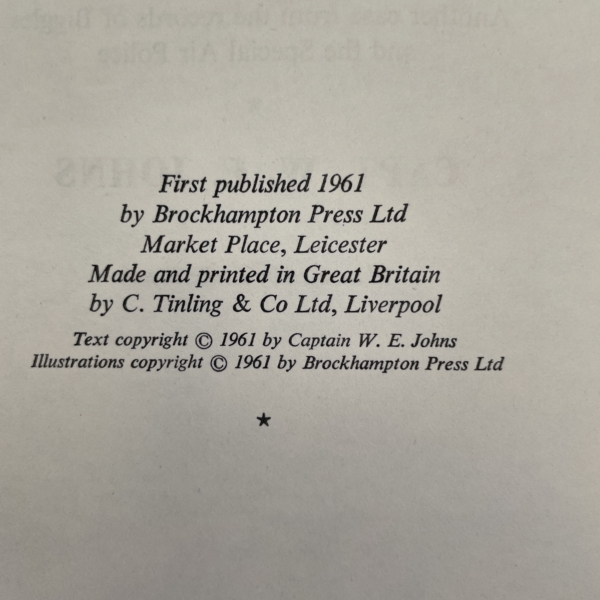 First published 1961
by Brockhampton Press Ltd
Market Place, Leicester
Made and printed in Great Britain
by C. Tinling & Co Ltd, Liverpool
Text copyright © 1961 by Captain W. E. Johns
Illustrations copyright © 1961 by Brockhampton Press Ltd